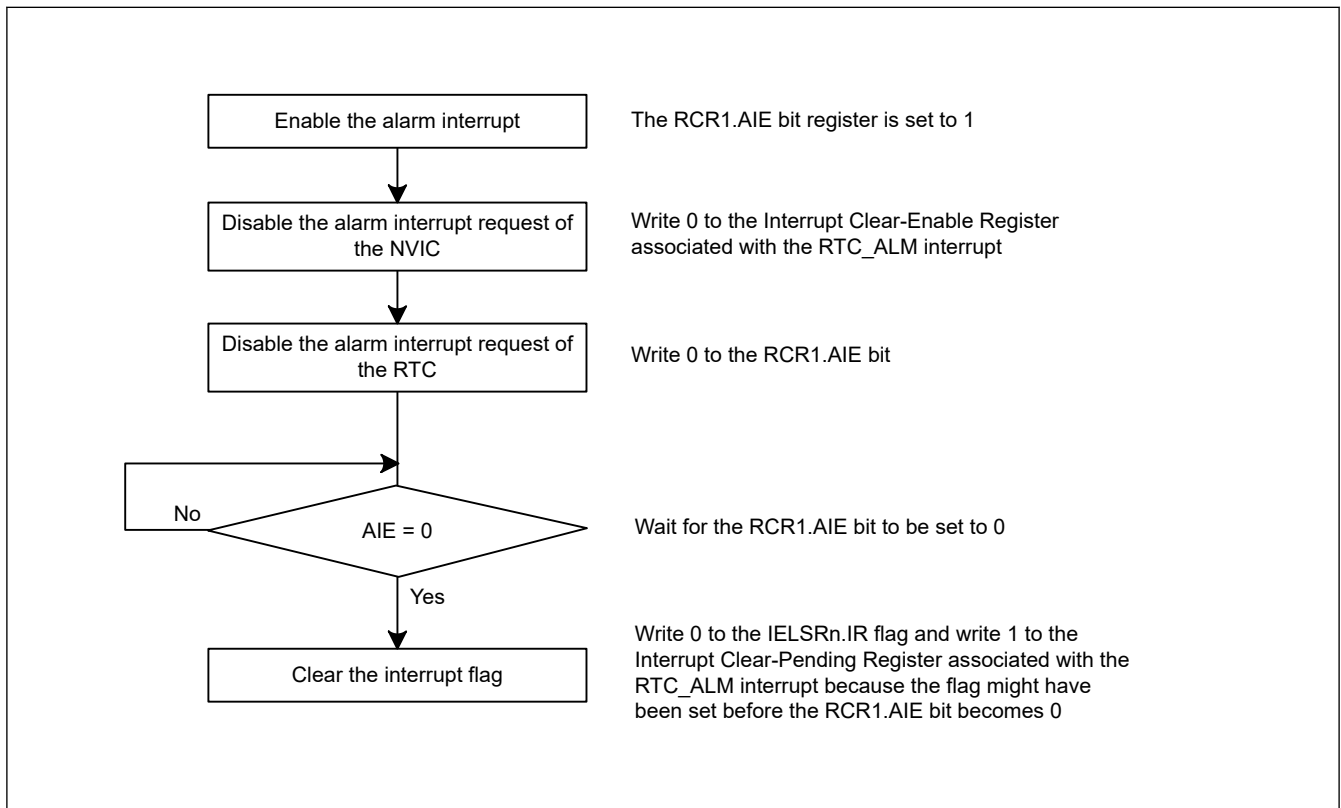 Enable the alarm interrupt
The RCR1.AIE bit register is set to 1
Disable the alarm interrupt request of
the NVIC
Write 0 to the Interrupt Clear-Enable Register
associated with the RTC_ALM interrupt
Disable the alarm interrupt request of
the RTC
Write 0 to the RCR1.AIE bit
No
AIE = 0
Wait for the RCR1.AIE bit to be set to 0
Yes
Clear the interrupt flag
Write 0 to the IELSRn.IR flag and write 1 to the
Interrupt Clear-Pending Register associated with the
RTC_ALM interrupt because the flag might have
been set before the RCR1.AIE bit becomes 0